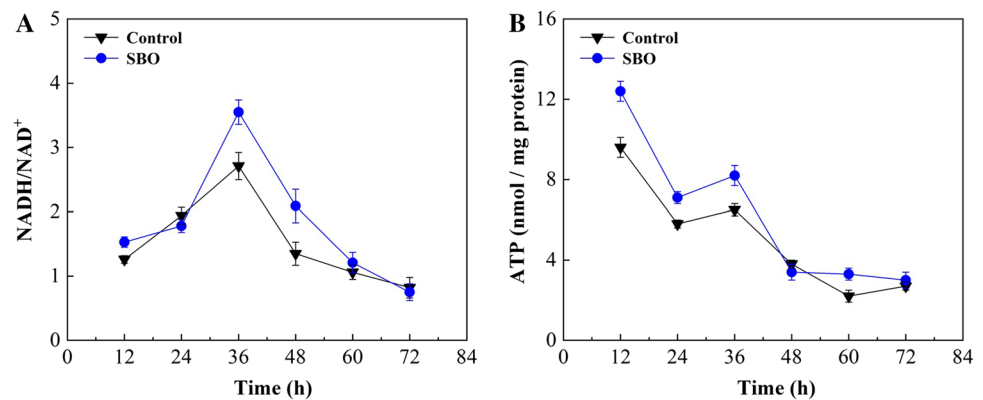 A
5
4
3
2
1
0
NADH/NAD+
Control
SBO
0 12 24 36 48 60 72 84
Time (h)
B
16
12
8
4
0
ATP (nmol / mg protein)
Control
SBO
0 12 24 36 48 60 72 84
Time (h)